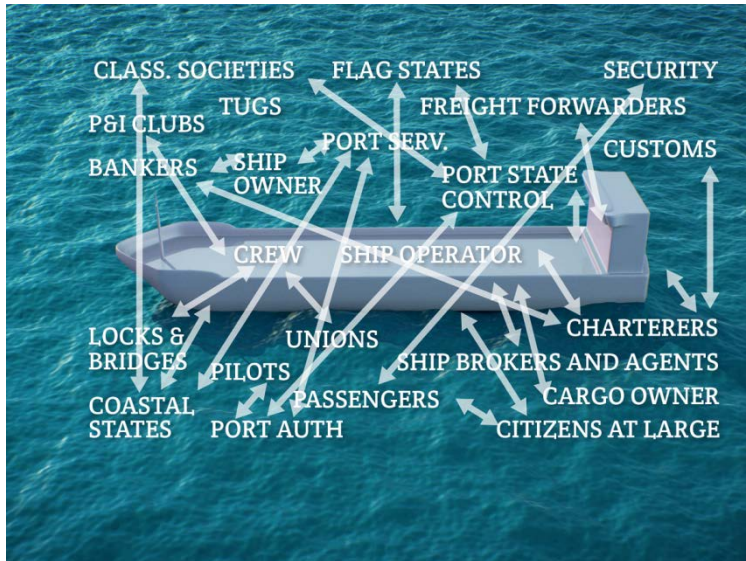 CLASS. SOCIETIES
FLAG STATES
SECURITY
TUGS
FREIGHT FORWARDERS
P&I CLUBS
PORT SERV.
CUSTOMS
BANKERS
SHIP
OWNER
PORT STATE
CONTROL
CREW
SHIP OPERATOR
LOCKS &
BRIDGES
UNIONS
CHARTERERS
PILOTS
SHIP BROKERS AND AGENTS
PASSENGERS
CARGO OWNER
COASTAL
STATES
PORT AUTH
CITIZENS AT LARGE